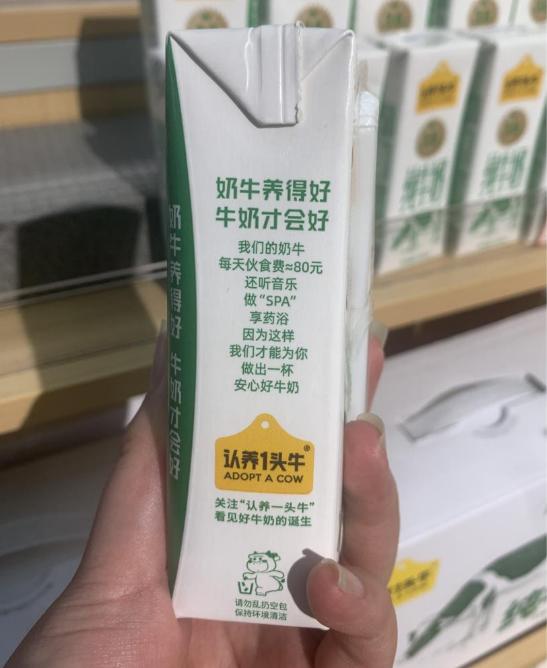 奶牛养得好
牛奶才会好
我们的奶牛
每天伙食费≈80元
还听音乐
做“SPA”
享药浴
因为这样
我们才能为你
做出一杯
安心好牛奶
认养1头牛®
ADOPT A COW
关注“认养一头牛”
看见好牛奶的诞生
请勿乱扔空包
保持环境清洁
奶牛养得好 牛奶才会好
纯牛奶